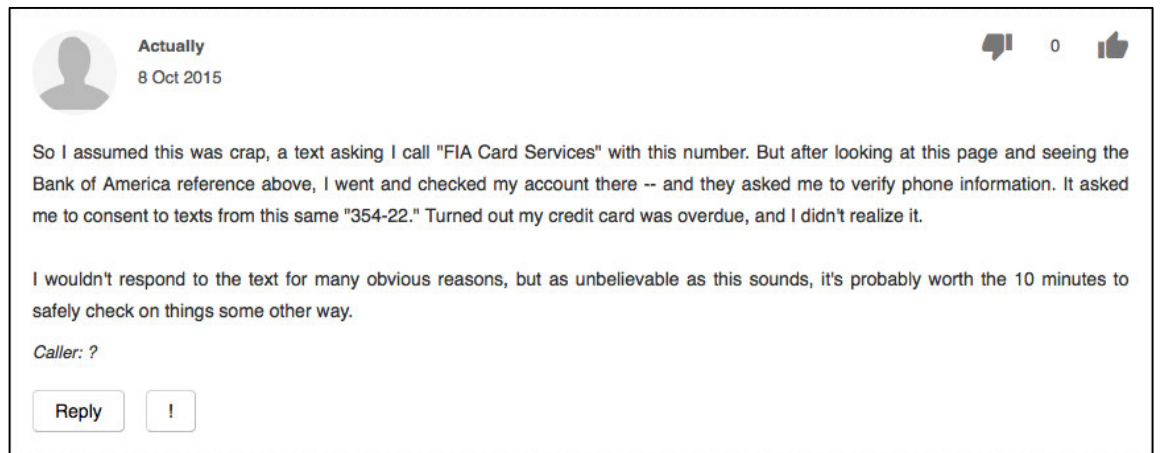 Actually
0
8 Oct 2015
So I assumed this was crap, a text asking I call "FIA Card Services" with this number. But after looking at this page and seeing the
Bank of America reference above, I went and checked my account there -- and they asked me to verify phone information. It asked
me to consent to texts from this same "354-22." Turned out my credit card was overdue, and I didn't realize it.
I wouldn't respond to the text for many obvious reasons, but as unbelievable as this sounds, it's probably worth the 10 minutes to
safely check on things some other way.
Caller: ?
Reply
!